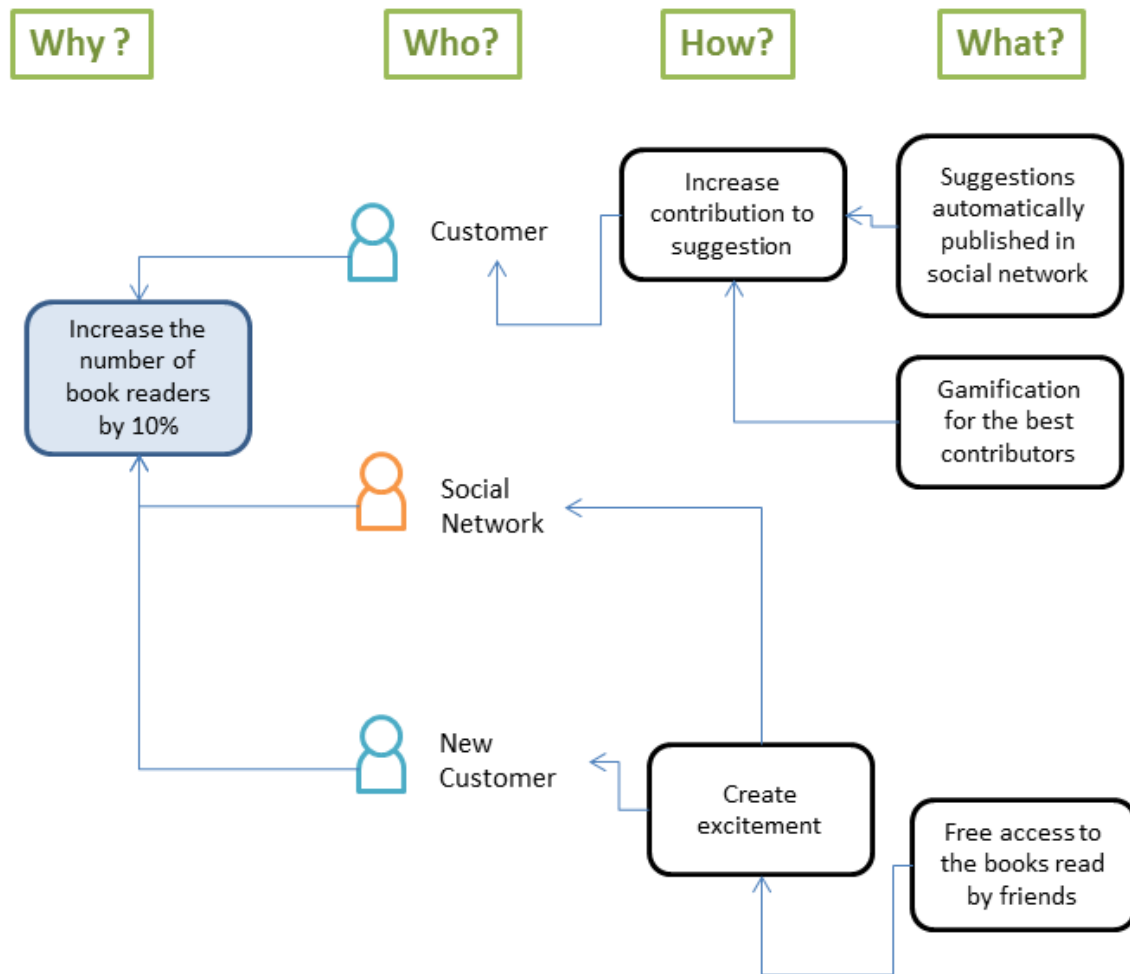 Why ?
Who?
How?
What?
Increase
contribution to
suggestion
Suggestions
automatically
published in
social network
Customer
Increase the
number of
book readers
by 10%
Gamification
for the best
contributors
Social
Network
New
Customer
Create
excitement
Free access to
the books read
by friends